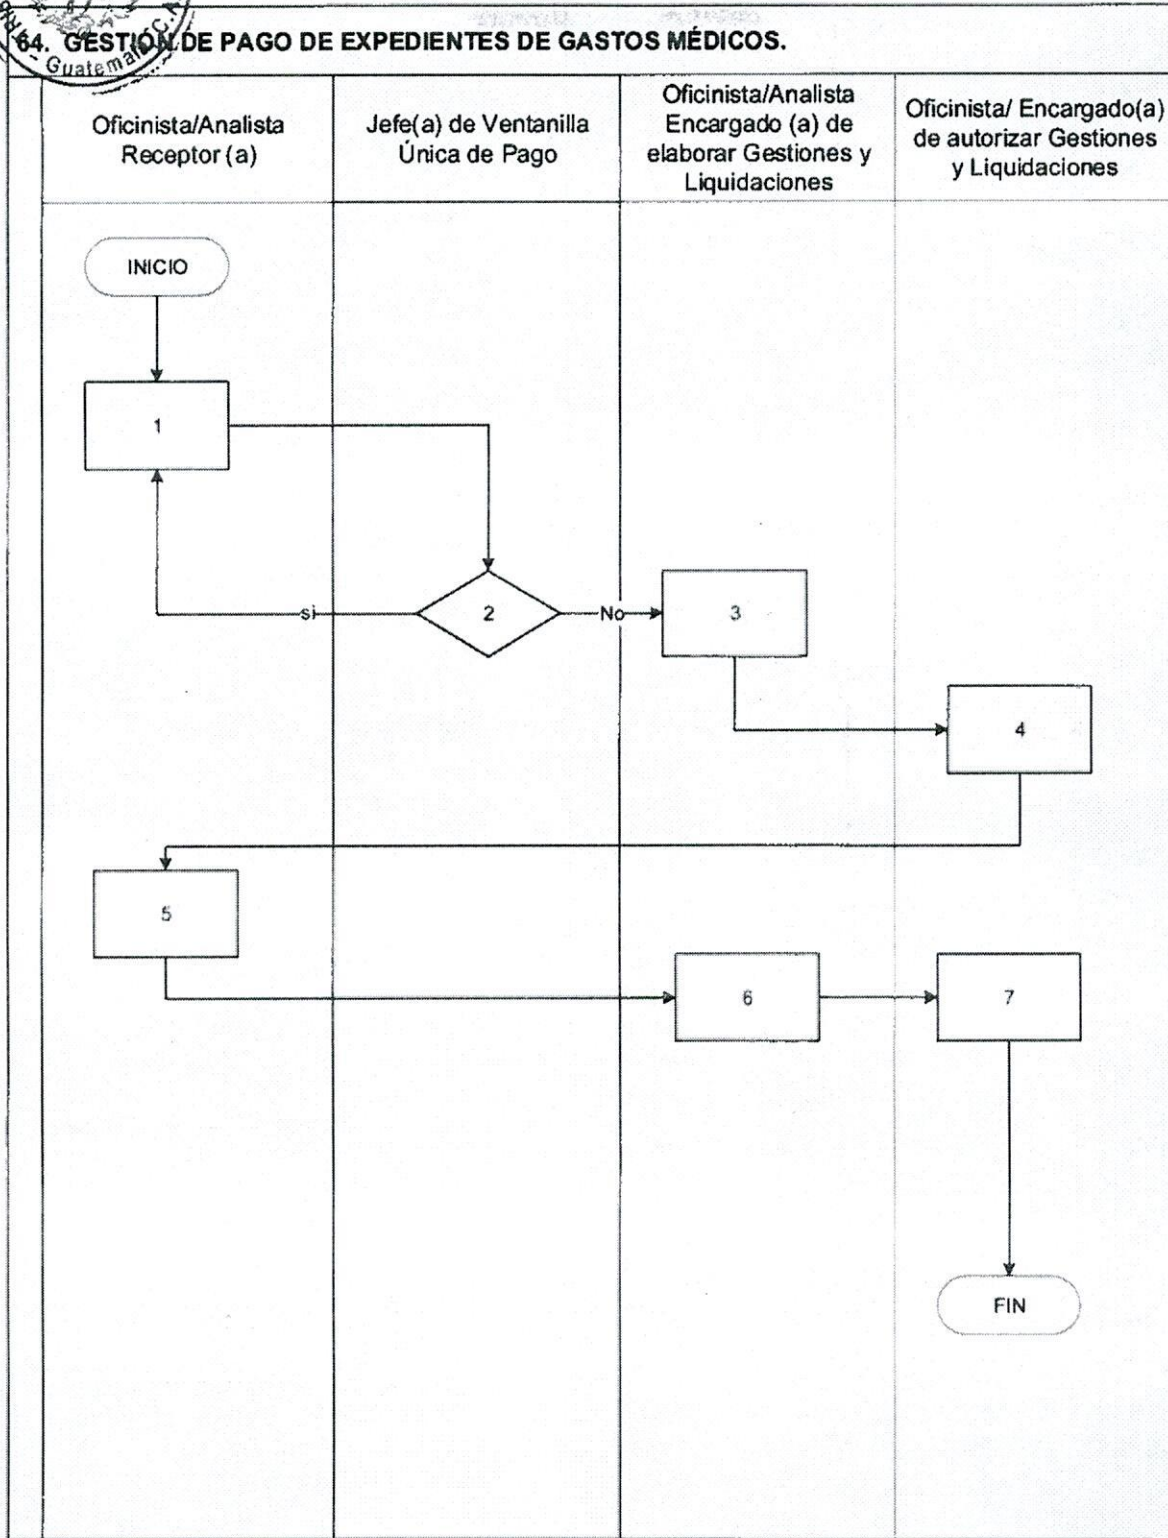 64. GESTIÓN DE PAGO DE EXPEDIENTES DE GASTOS MÉDICOS.
Guatemala, C.A.
Oficinista/Analista
Receptor (a)
Jefe(a) de Ventanilla
Única de Pago
Oficinista/Analista
Encargado (a) de
elaborar Gestiones y
Liquidaciones
Oficinista/ Encargado(a)
de autorizar Gestiones
y Liquidaciones
INICIO
1
si
2
No
3
4
5
6
7
FIN